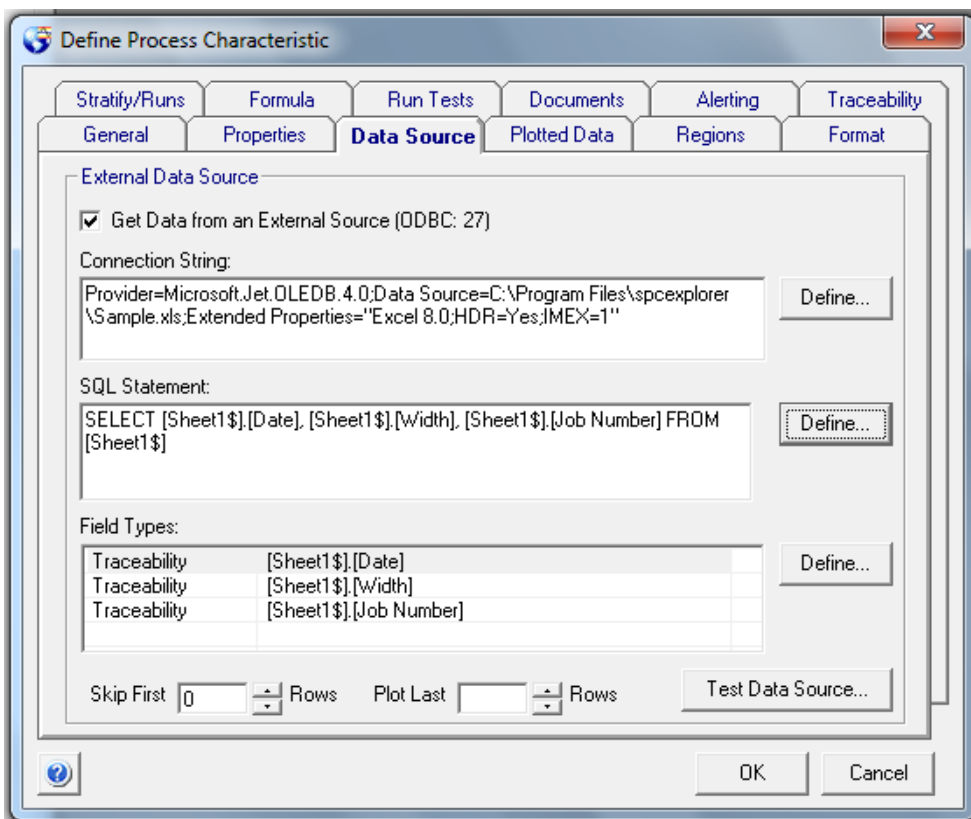 Define Process Characteristic
Stratify/Runs Formula Run Tests Documents Alerting Traceability
General Properties Data Source Plotted Data Regions Format
External Data Source
Get Data from an External Source (ODBC: 27)
Connection String:
Provider=Microsoft.Jet.OLEDB.4.0;Data Source=C:\Program Files\spcexplorer
\Sample.xls;Extended Properties="Excel 8.0;HDR=Yes;IMEX=1"
Define...
SQL Statement:
SELECT [Sheet1$].[Date], [Sheet1$].[Width], [Sheet1$].[Job Number] FROM
[Sheet1$]
Define...
Field Types:
Traceability [Sheet1$].[Date]
Traceability [Sheet1$].[Width]
Traceability [Sheet1$].[Job Number]
Define...
Skip First 0 Rows Plot Last Rows Test Data Source...
OK Cancel